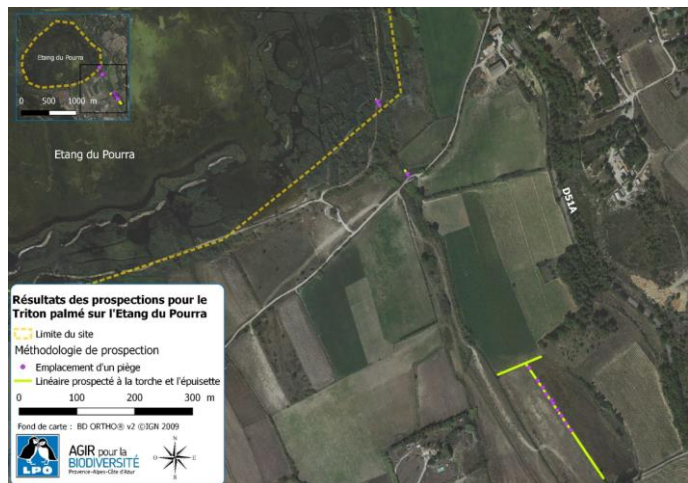 Etang du Pourra
0 500 1000 m
Etang du Pourra
D51A
Résultats des prospections pour le
Triton palmé sur l'Etang du Pourra
Limite du site
Méthodologie de prospection
Emplacement d'un piège
Linéaire prospecté à la torche et l'épuisette
0 100 200 300 m
Fond de carte : BD ORTHO® v2 ©IGN 2009
LPO
AGIR pour la
BIODIVERSITÉ
Provence-Alpes-Côte d'Azur
N
O E
S